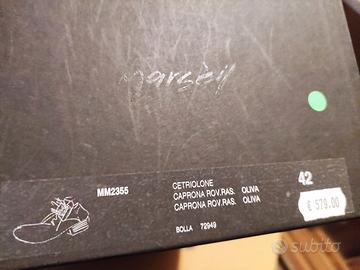 marsèll
MM2355
CETRIOLONE
CAPRONA ROV.RAS. OLIVA
CAPRONA ROV.RAS. OLIVA
BOLLA 72949
42
€ 579.00
subito